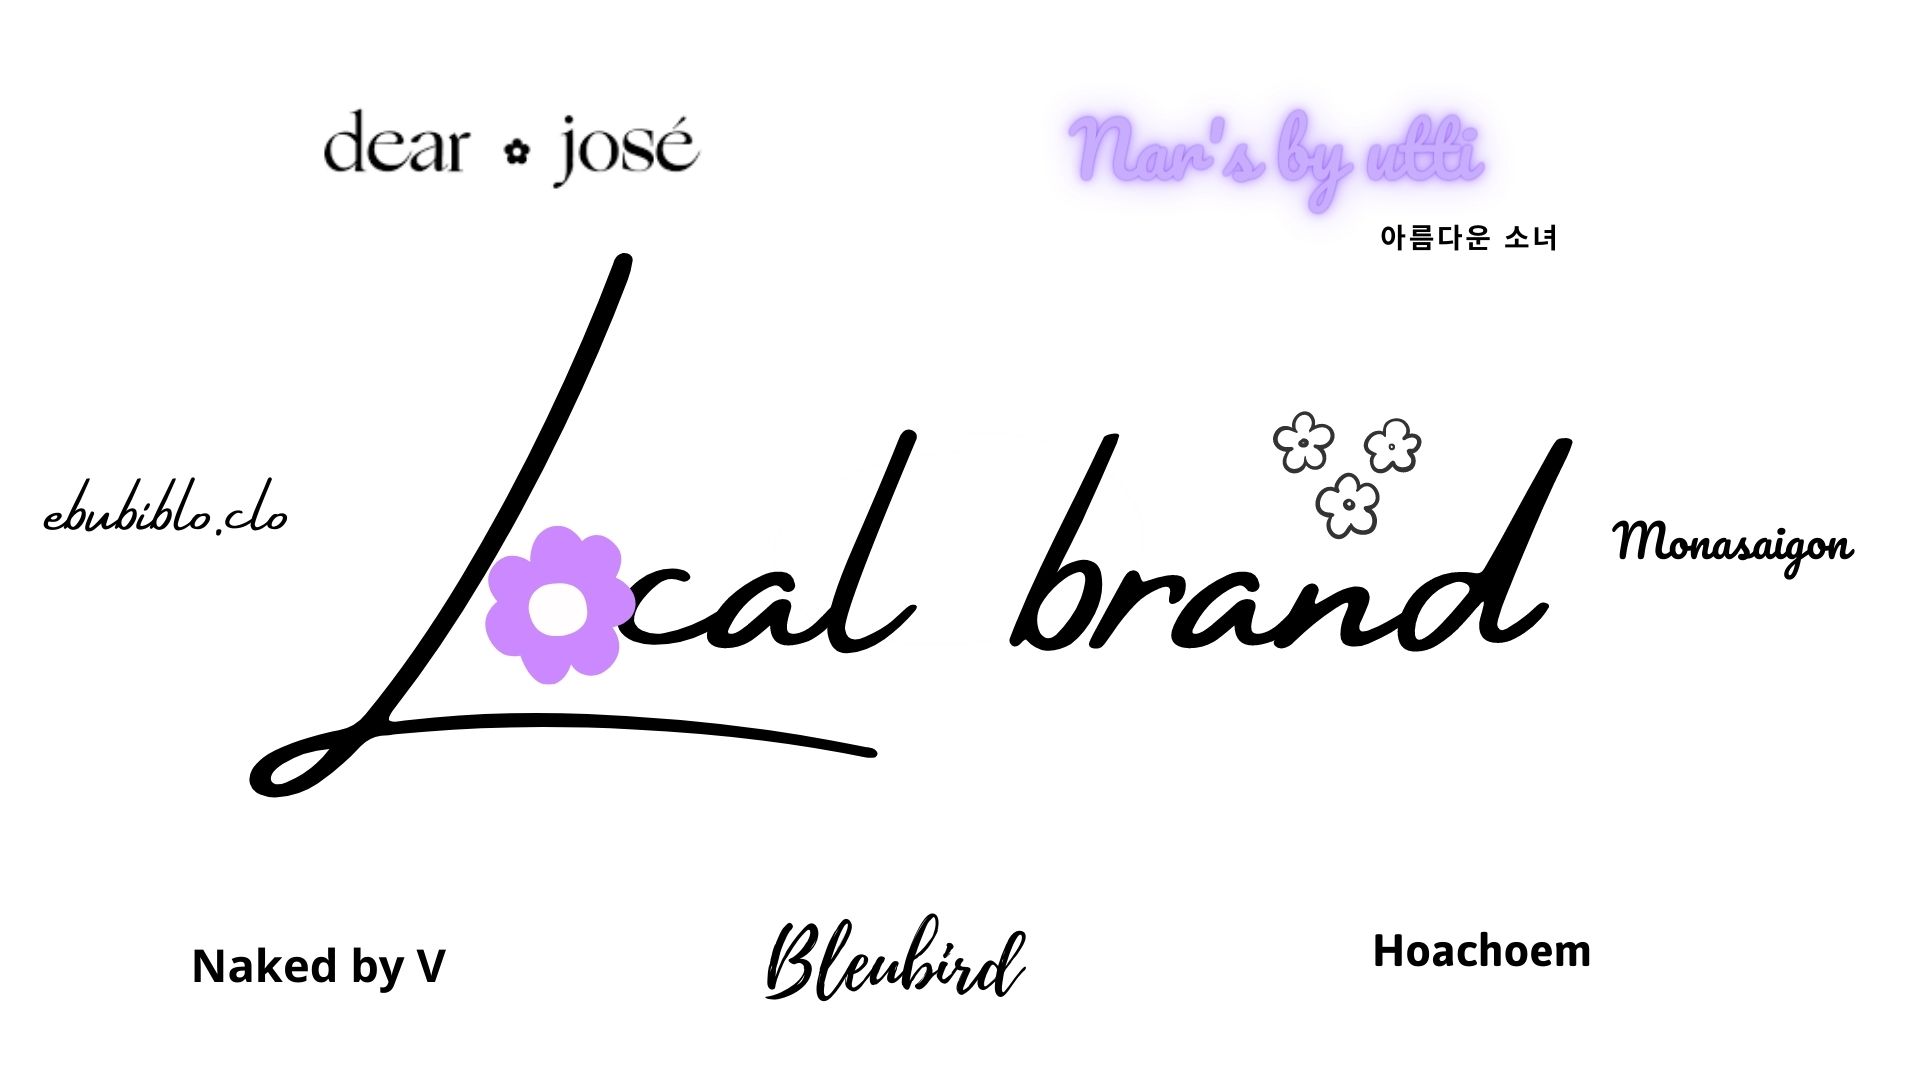 dear josé
Nar's by utti
아름다운 소녀
Local brand
ebubiblo.clo
Monasaigon
Naked by V
Bleubird
Hoachoem